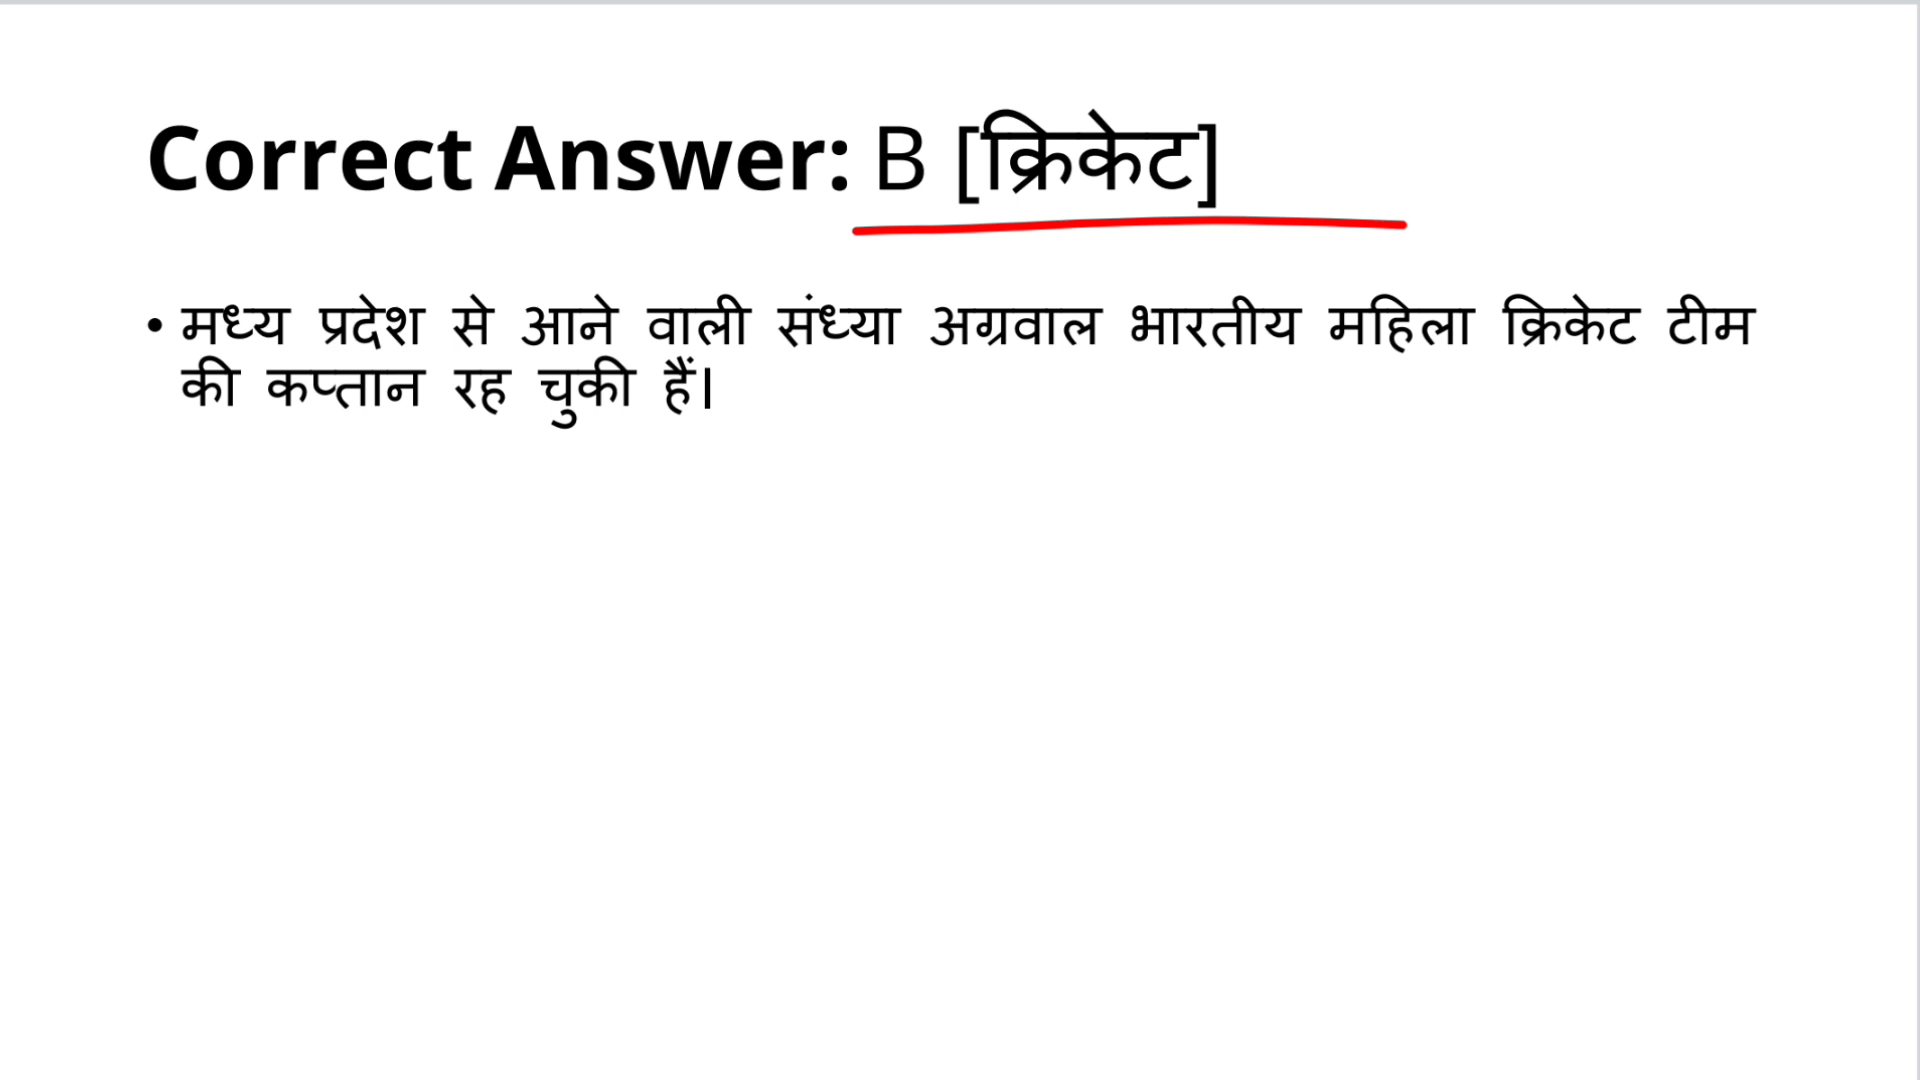 Correct Answer: B [क्रिकेट]
• मध्य प्रदेश से आने वाली संध्या अग्रवाल भारतीय महिला क्रिकेट टीम
की कप्तान रह चुकी हैं।